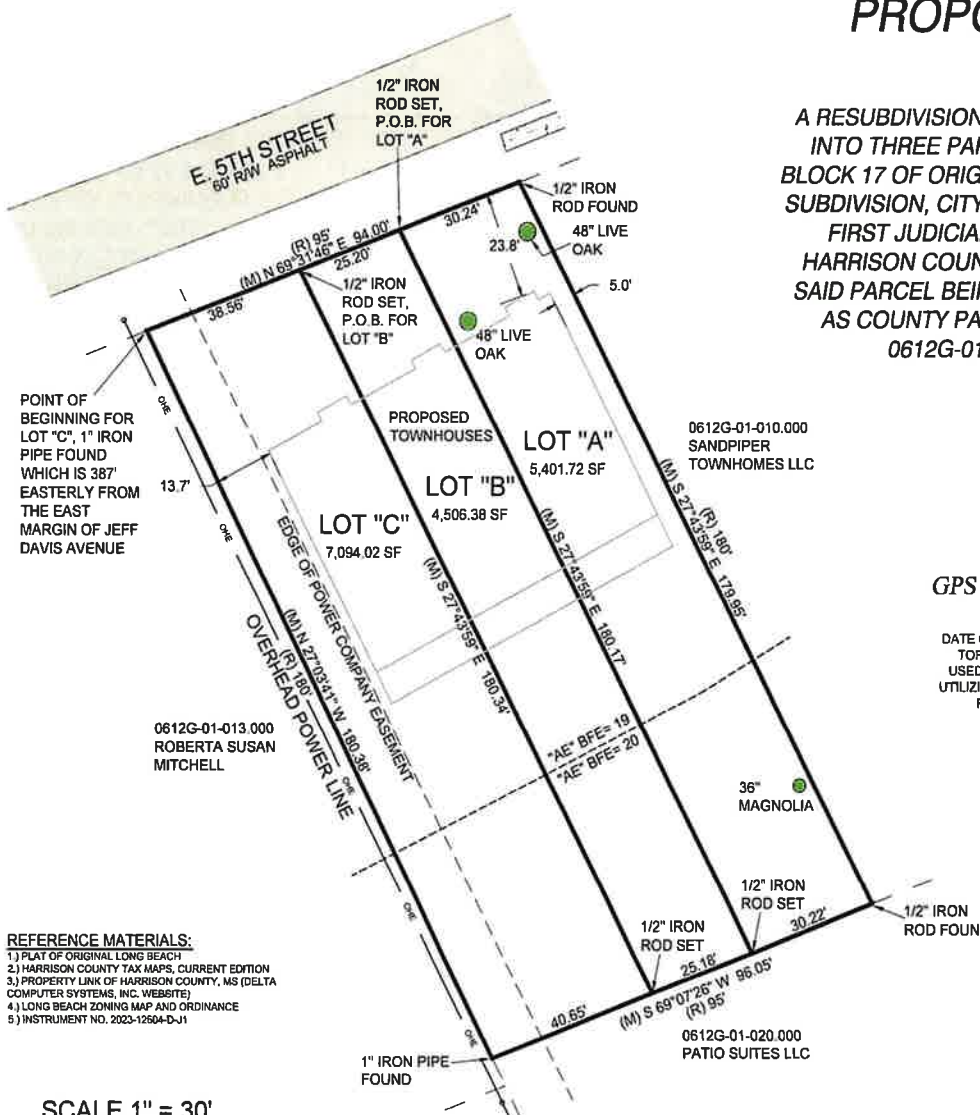 PROPO
A RESUBDIVISION
INTO THREE PAR
BLOCK 17 OF ORIG
SUBDIVISION, CITY
FIRST JUDICIA
HARRISON COUN
SAID PARCEL BEI
AS COUNTY PA
0612G-01
1/2" IRON
ROD SET,
P.O.B. FOR
LOT "A"
E. 5TH STREET
60' R/W ASPHALT
1/2" IRON
ROD FOUND
30.24'
23.8'
48" LIVE
OAK
5.0'
(R) 95'
(M) N 69°31'46" E 94.00'
25.20'
38.56'
1/2" IRON
ROD SET,
P.O.B. FOR
LOT "B"
48" LIVE
OAK
POINT OF
BEGINNING FOR
LOT "C", 1" IRON
PIPE FOUND
WHICH IS 387'
EASTERLY FROM
THE EAST
MARGIN OF JEFF
DAVIS AVENUE
OHE
13.7'
PROPOSED
TOWNHOUSES
LOT "A"
5,401.72 SF
LOT "B"
4,506.38 SF
LOT "C"
7,094.02 SF
0612G-01-010.000
SANDPIPER
TOWNHOMES LLC
(R) 180'
(M) S 27°43'59" E 179.95'
(M) S 27°43'59" E 180.17'
(M) S 27°43'59" E 180.34'
EDGE OF POWER COMPANY EASEMENT
OHE
(M) N 27°03'41" W 180.38'
(R) 180'
OVERHEAD POWER LINE
OHE
0612G-01-013.000
ROBERTA SUSAN
MITCHELL
GPS
DATE
TOP
USED
UTILIZI
"AE" BFE= 19
"AE" BFE= 20
36"
MAGNOLIA
OHE
OHE
1/2" IRON
ROD SET
1/2" IRON
ROD SET
30.22'
1/2" IRON
ROD FOUN
25.18'
40.65'
(M) S 69°07'26" W 96.05'
(R) 95'
0612G-01-020.000
PATIO SUITES LLC
1" IRON PIPE
FOUND
REFERENCE MATERIALS:
1.) PLAT OF ORIGINAL LONG BEACH
2.) HARRISON COUNTY TAX MAPS, CURRENT EDITION
3.) PROPERTY LINK OF HARRISON COUNTY, MS (DELTA
COMPUTER SYSTEMS, INC. WEBSITE)
4.) LONG BEACH ZONING MAP AND ORDINANCE
5.) INSTRUMENT NO. 2023-12604-D-J1
SCALE 1" = 30'